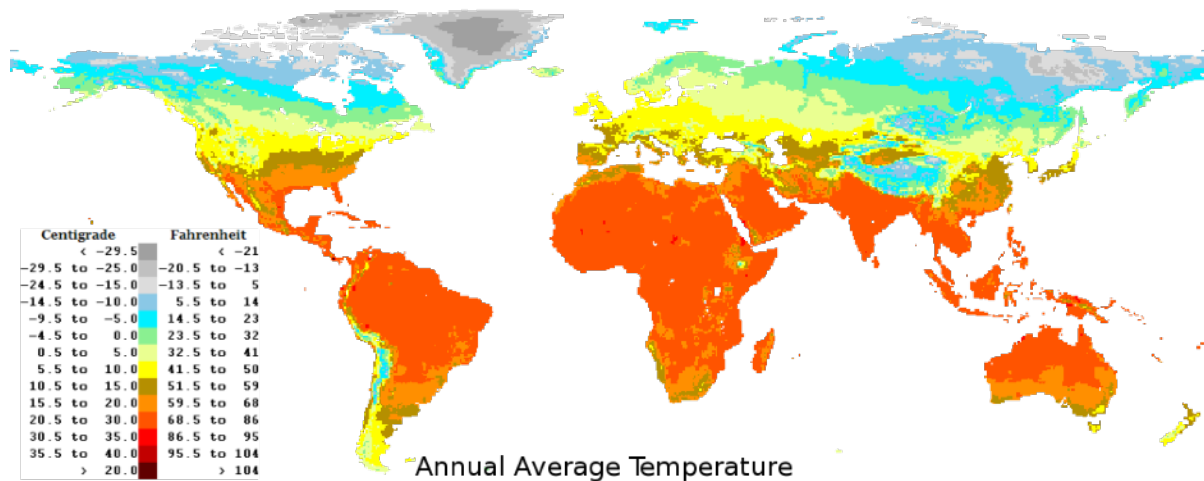 Centigrade Fahrenheit
< -29.5 < -21
-29.5 to -25.0 -20.5 to -13
-24.5 to -15.0 -13.5 to 5
-14.5 to -10.0 5.5 to 14
-9.5 to -5.0 14.5 to 23
-4.5 to 0.0 23.5 to 32
0.5 to 5.0 32.5 to 41
5.5 to 10.0 41.5 to 50
10.5 to 15.0 51.5 to 59
15.5 to 20.0 59.5 to 68
20.5 to 30.0 68.5 to 86
30.5 to 35.0 86.5 to 95
35.5 to 40.0 95.5 to 104
> 20.0 > 104
Annual Average Temperature